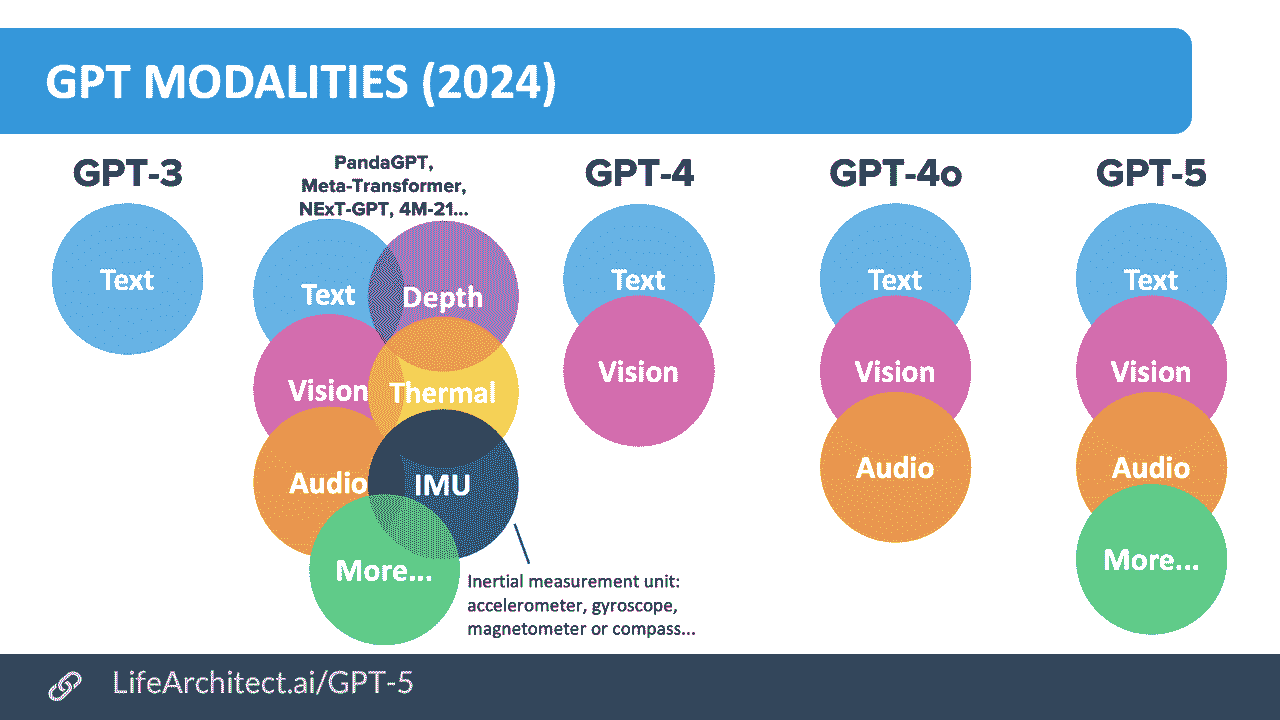 GPT MODALITIES (2024)
GPT-3
Text
PandaGPT,
Meta-Transformer,
NExT-GPT, 4M-21...
Text
Depth
Vision
Thermal
Audio
IMU
More...
Inertial measurement unit:
accelerometer, gyroscope,
magnetometer or compass...
GPT-4
Text
Vision
GPT-4o
Text
Vision
Audio
GPT-5
Text
Vision
Audio
More...
LifeArchitect.ai/GPT-5